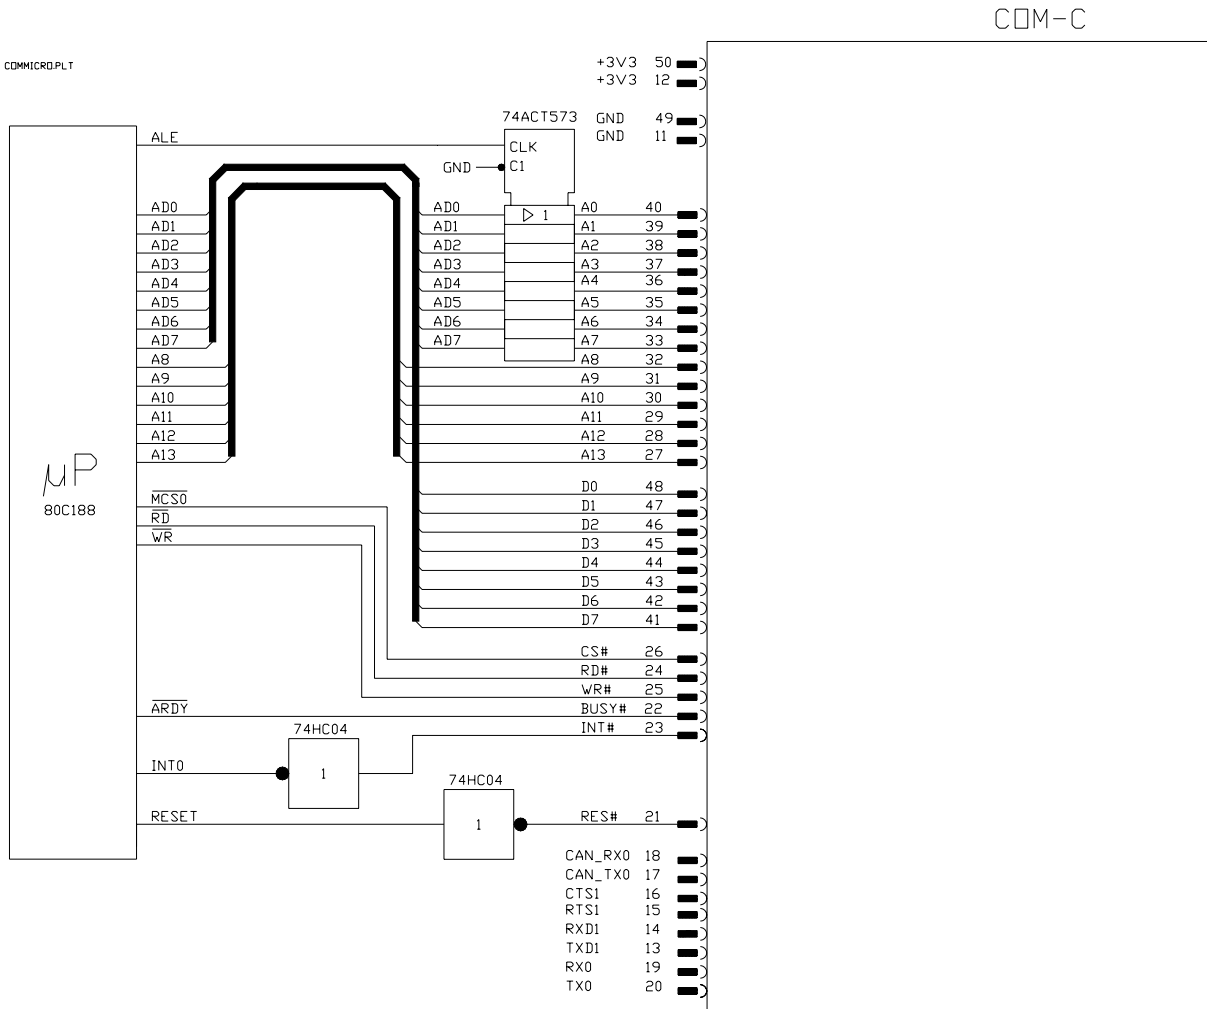 COM-C
COMMICRO.PLT
+3V3 50
+3V3 12
74ACT573 GND 49
GND 11
ALE CLK
GND C1
AD0 AD0 1 A0 40
AD1 AD1 A1 39
AD2 AD2 A2 38
AD3 AD3 A3 37
AD4 AD4 A4 36
AD5 AD5 A5 35
AD6 AD6 A6 34
AD7 AD7 A7 33
A8 A8 32
A9 A9 31
A10 A10 30
A11 A11 29
A12 A12 28
A13 A13 27
μP
80C188
D0 48
MCS0 D1 47
RD D2 46
WR D3 45
D4 44
D5 43
D6 42
D7 41
CS# 26
RD# 24
WR# 25
ARDY BUSY# 22
74HC04 INT# 23
INT0 1
74HC04
RESET 1 RES# 21
CAN_RX0 18
CAN_TX0 17
CTS1 16
RTS1 15
RXD1 14
TXD1 13
RX0 19
TX0 20